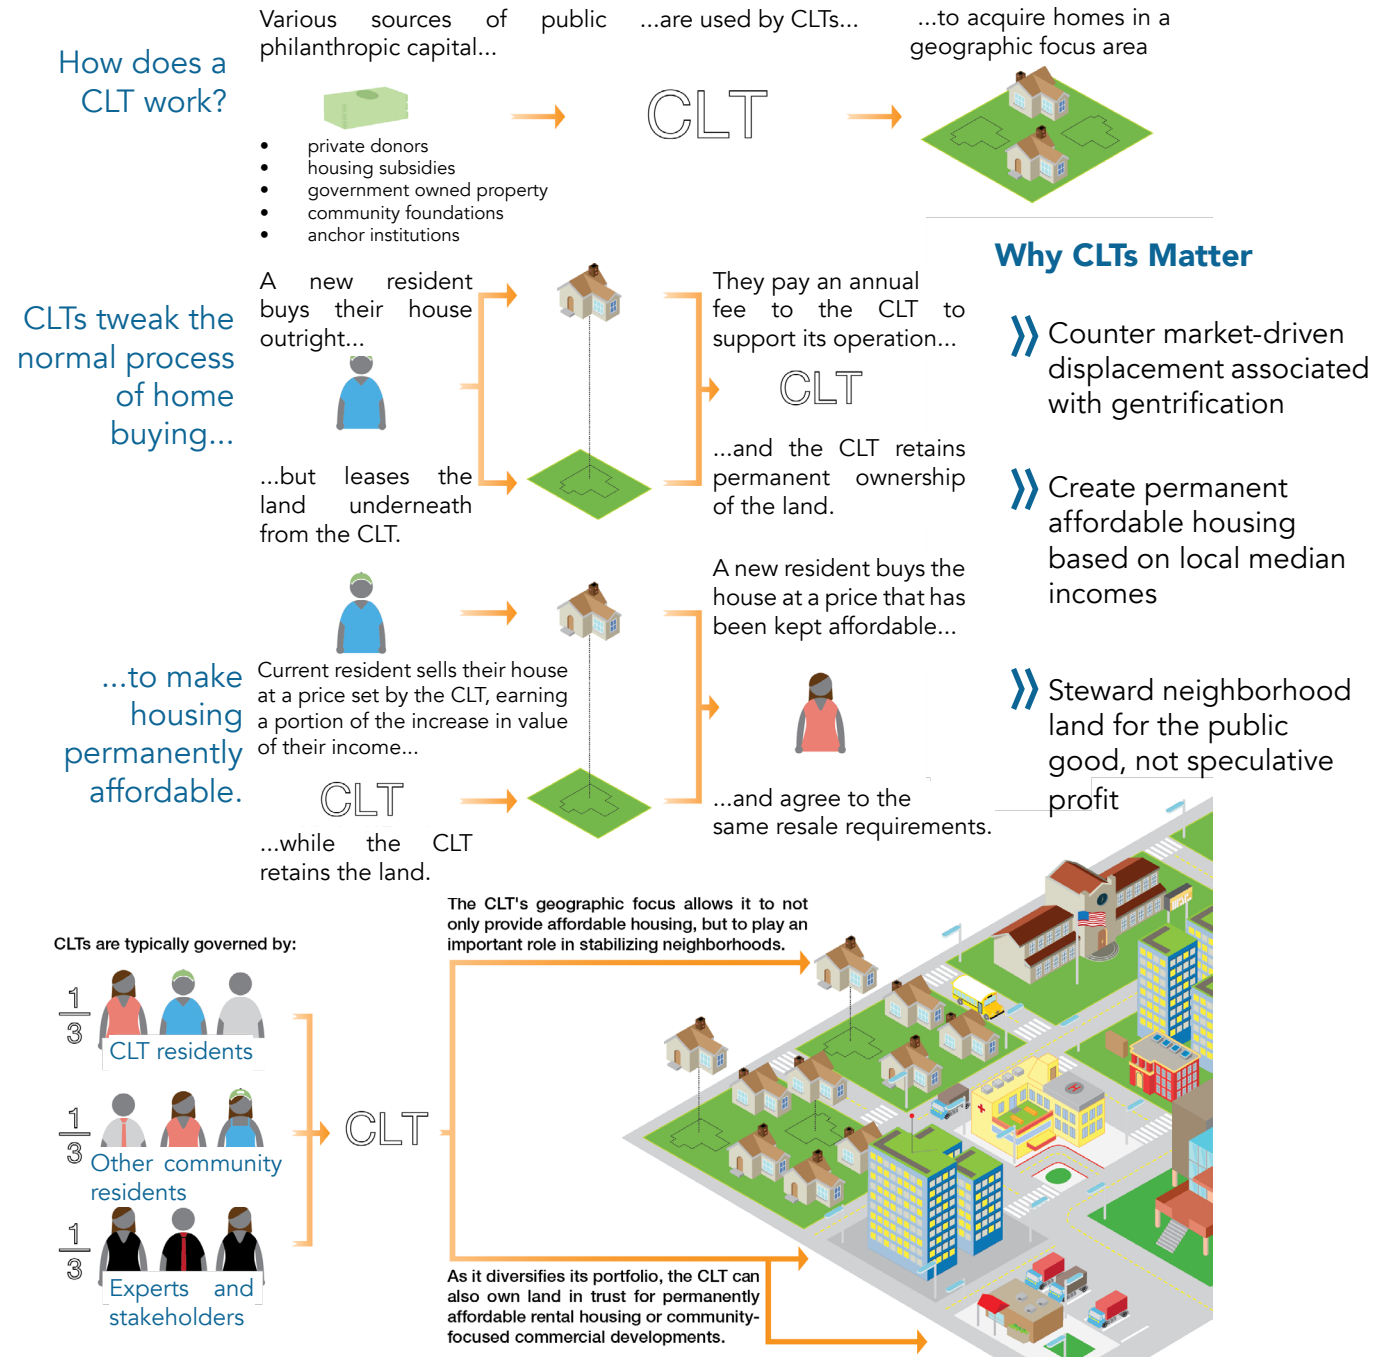 How does a
CLT work?
Various sources of public
philanthropic capital...
...are used by CLTs...
...to acquire homes in a
geographic focus area
CLT
• private donors
• housing subsidies
• government owned property
• community foundations
• anchor institutions
CLTs tweak the
normal process
of home
buying...
A new resident
buys their house
outright...
...but leases the
land underneath
from the CLT.
They pay an annual
fee to the CLT to
support its operation...
CLT
...and the CLT retains
permanent ownership
of the land.
...to make
housing
permanently
affordable.
Current resident sells their house
at a price set by the CLT, earning
a portion of the increase in value
of their income...
CLT
...while the CLT
retains the land.
A new resident buys the
house at a price that has
been kept affordable...
...and agree to the
same resale requirements.
Why CLTs Matter
Counter market-driven
displacement associated
with gentrification
Create permanent
affordable housing
based on local median
incomes
Steward neighborhood
land for the public
good, not speculative
profit
CLTs are typically governed by:
1/3
CLT residents
1/3
Other community
residents
1/3
Experts and
stakeholders
CLT
The CLT's geographic focus allows it to not
only provide affordable housing, but to play an
important role in stabilizing neighborhoods.
As it diversifies its portfolio, the CLT can
also own land in trust for permanently
affordable rental housing or community-
focused commercial developments.
H